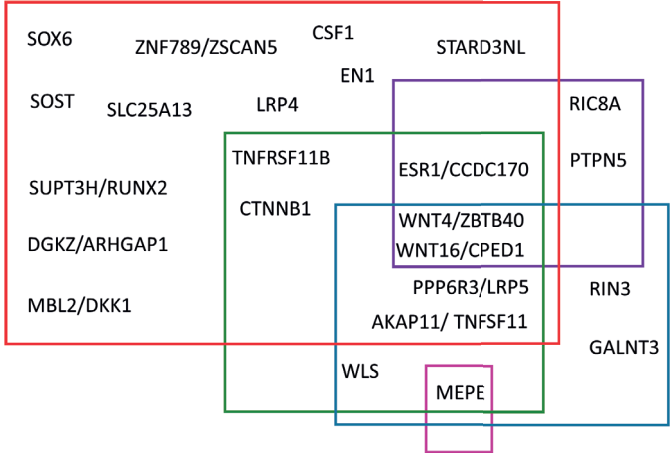 SOX6
ZNF789/ZSCAN5
CSF1
STARD3NL
EN1
SOST
SLC25A13
LRP4
RIC8A
TNFRSF11B
ESR1/CCDC170
PTPN5
SUPT3H/RUNX2
CTNNB1
WNT4/ZBTB40
DGKZ/ARHGAP1
WNT16/CPED1
PPP6R3/LRP5
RIN3
MBL2/DKK1
AKAP11/ TNFSF11
GALNT3
WLS
MEPE